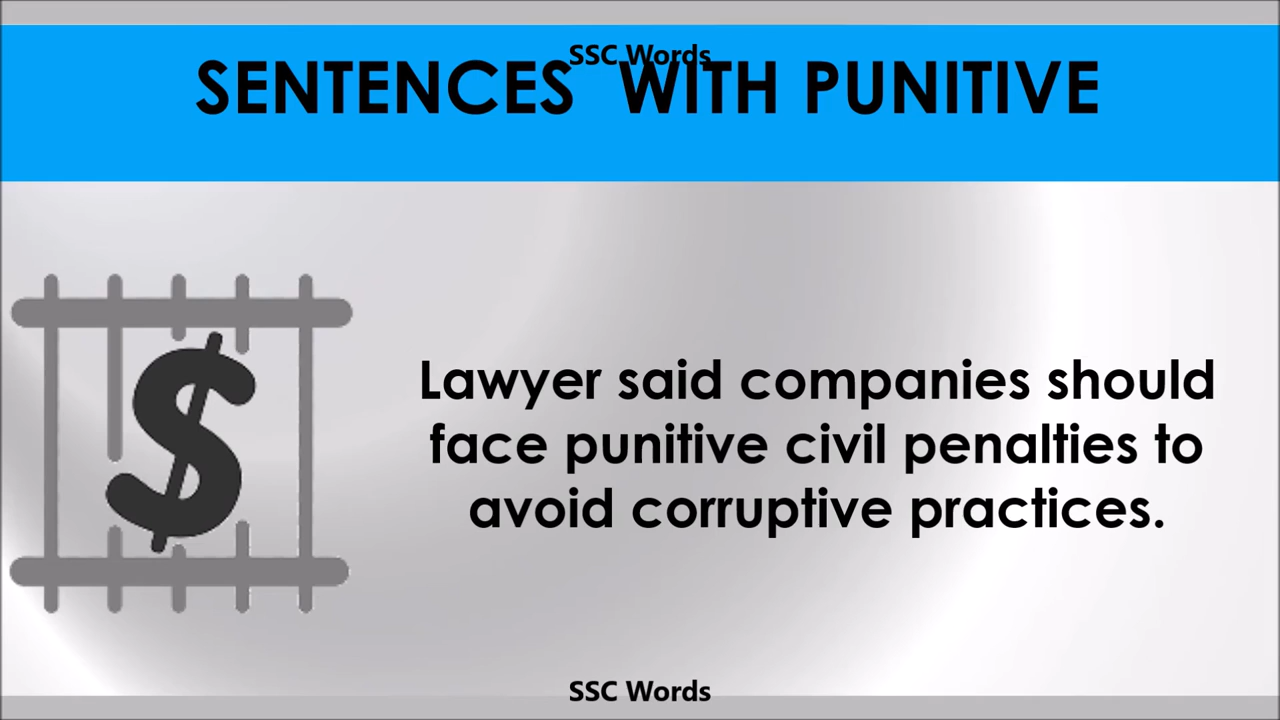 SSC Words
SENTENCES WITH PUNITIVE
Lawyer said companies should
face punitive civil penalties to
avoid corruptive practices.
SSC Words